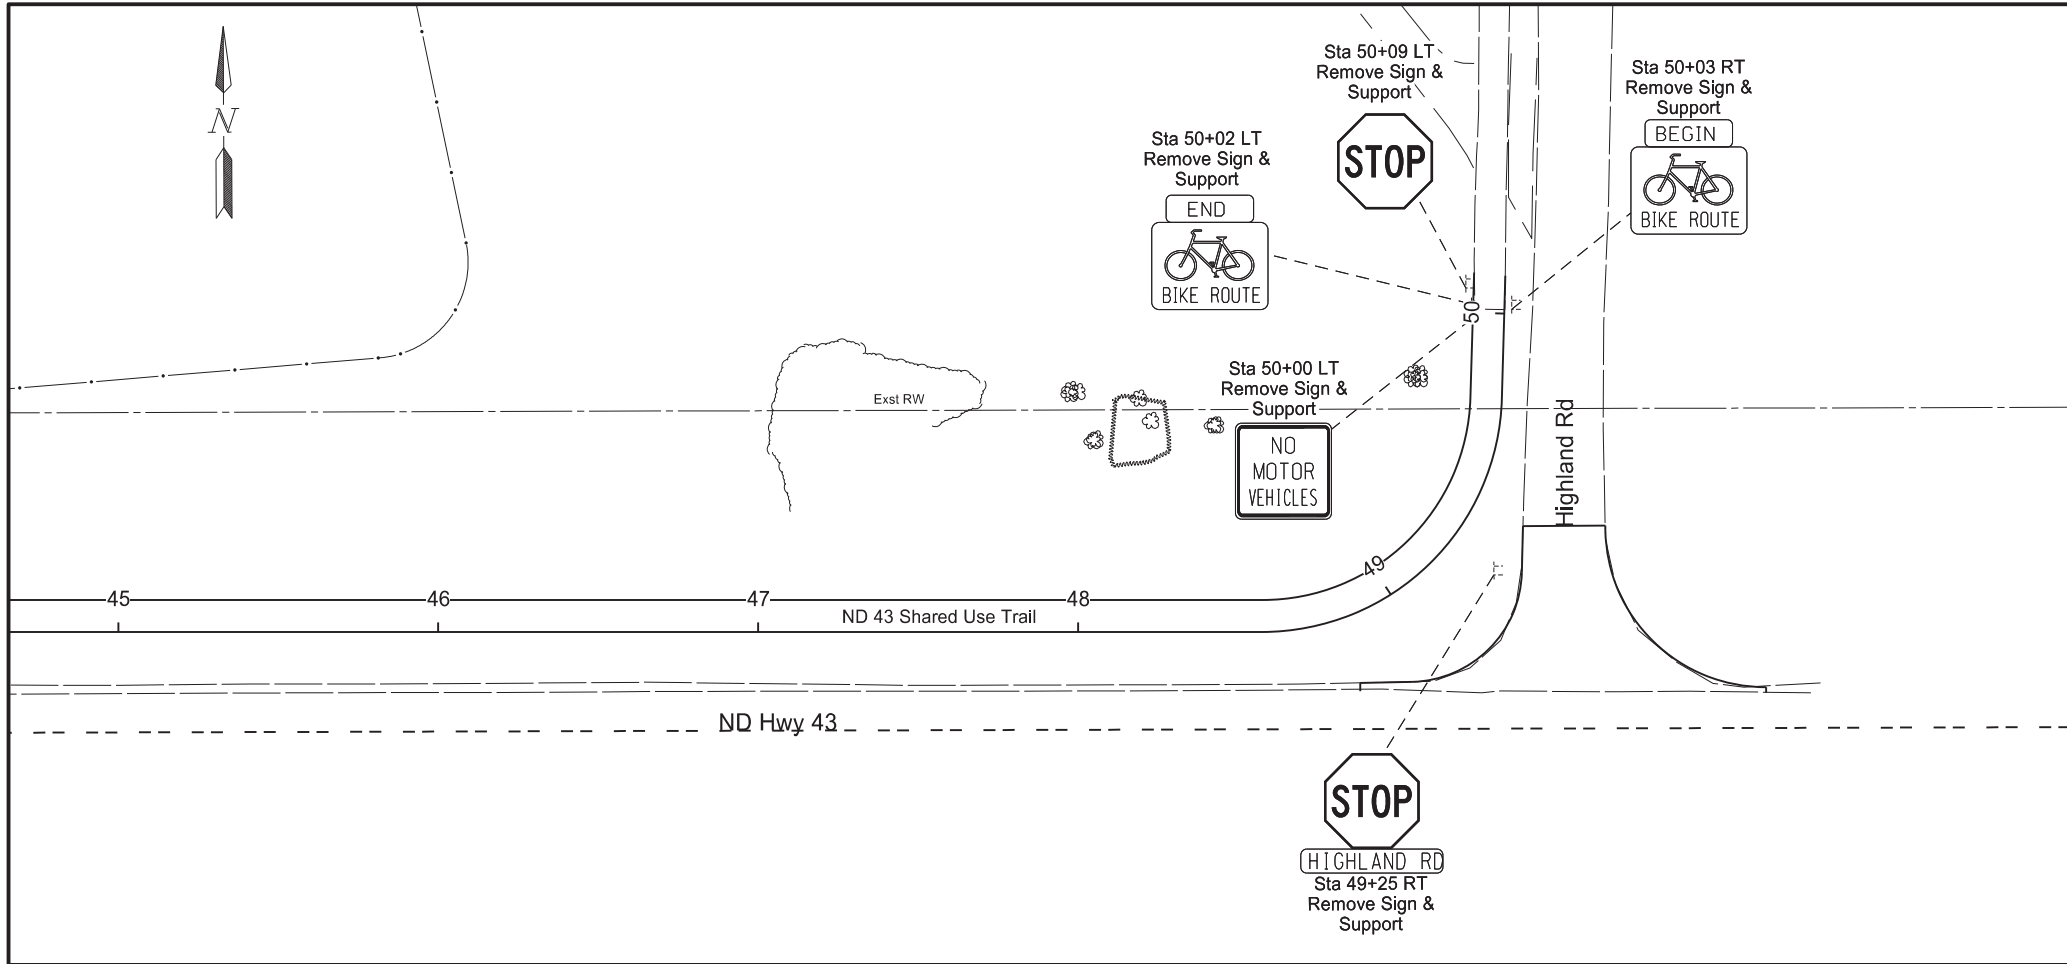 Sta 50+09 LT
Remove Sign &
Support
STOP
Sta 50+03 RT
Remove Sign &
Support
BEGIN
BIKE ROUTE
N
Sta 50+02 LT
Remove Sign &
Support
END
BIKE ROUTE
50
Sta 50+00 LT
Remove Sign &
Support
NO
MOTOR
VEHICLES
Exst RW
Highland Rd
49
45
46
47
48
ND 43 Shared Use Trail
ND Hwy 43
STOP
HIGHLAND RD
Sta 49+25 RT
Remove Sign &
Support